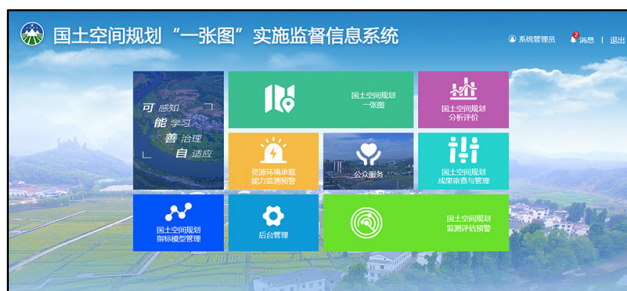 国土空间规划“一张图”实施监督信息系统
系统管理员
2
消息 | 退出
可 感知
能 学习
善 治理
自 适应
国土空间规划
一张图
国土空间规划
分析评价
资源环境承载
能力监测预警
公众服务
国土空间规划
成果审查与管理
国土空间规划
指标模型管理
后台管理
国土空间规划
监测评估预警